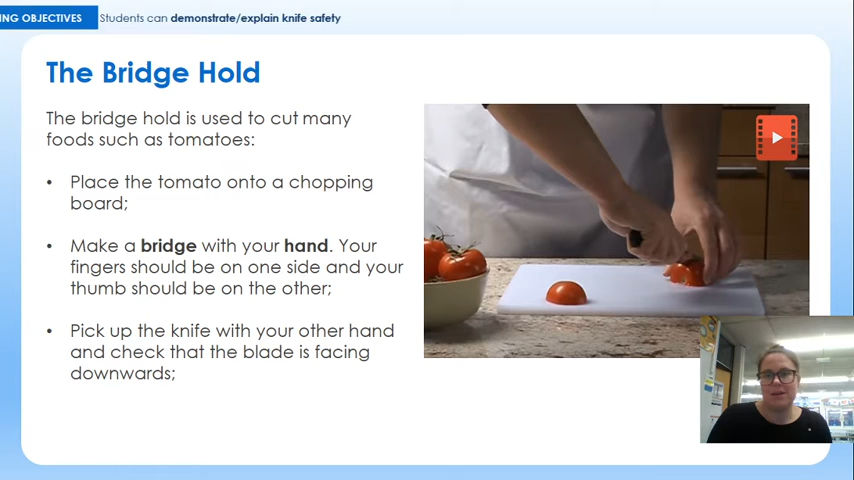 NG OBJECTIVES
Students can demonstrate/explain knife safety
The Bridge Hold
The bridge hold is used to cut many
foods such as tomatoes:
• Place the tomato onto a chopping
board;
• Make a bridge with your hand. Your
fingers should be on one side and your
thumb should be on the other;
• Pick up the knife with your other hand
and check that the blade is facing
downwards;